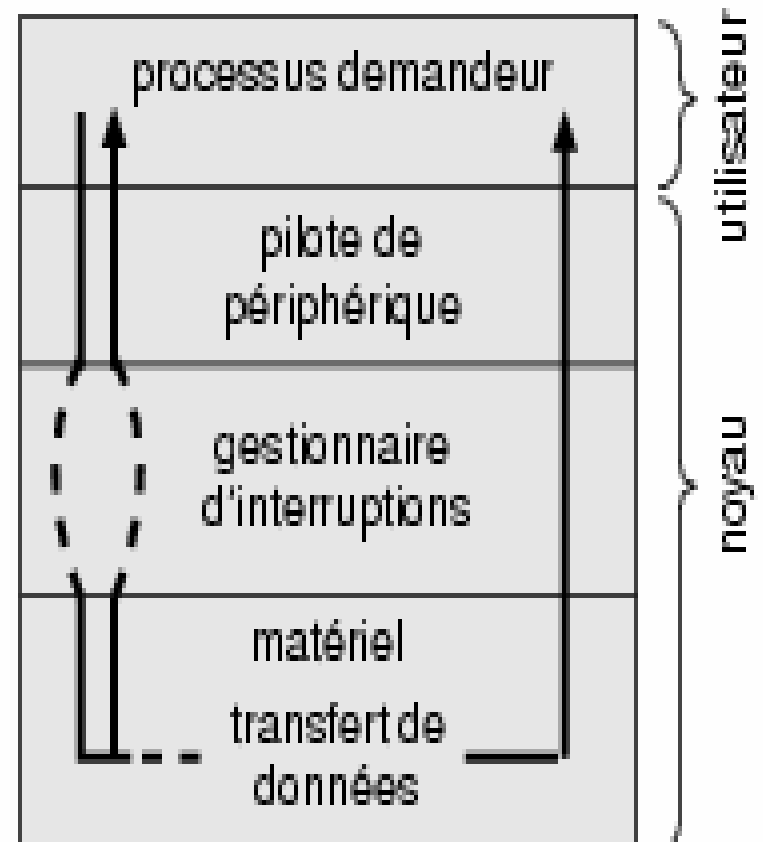 processus demandeur
utilisateur
pilote de
périphérique
gestionnaire
d'interruptions
noyau
matériel
transfert de
données